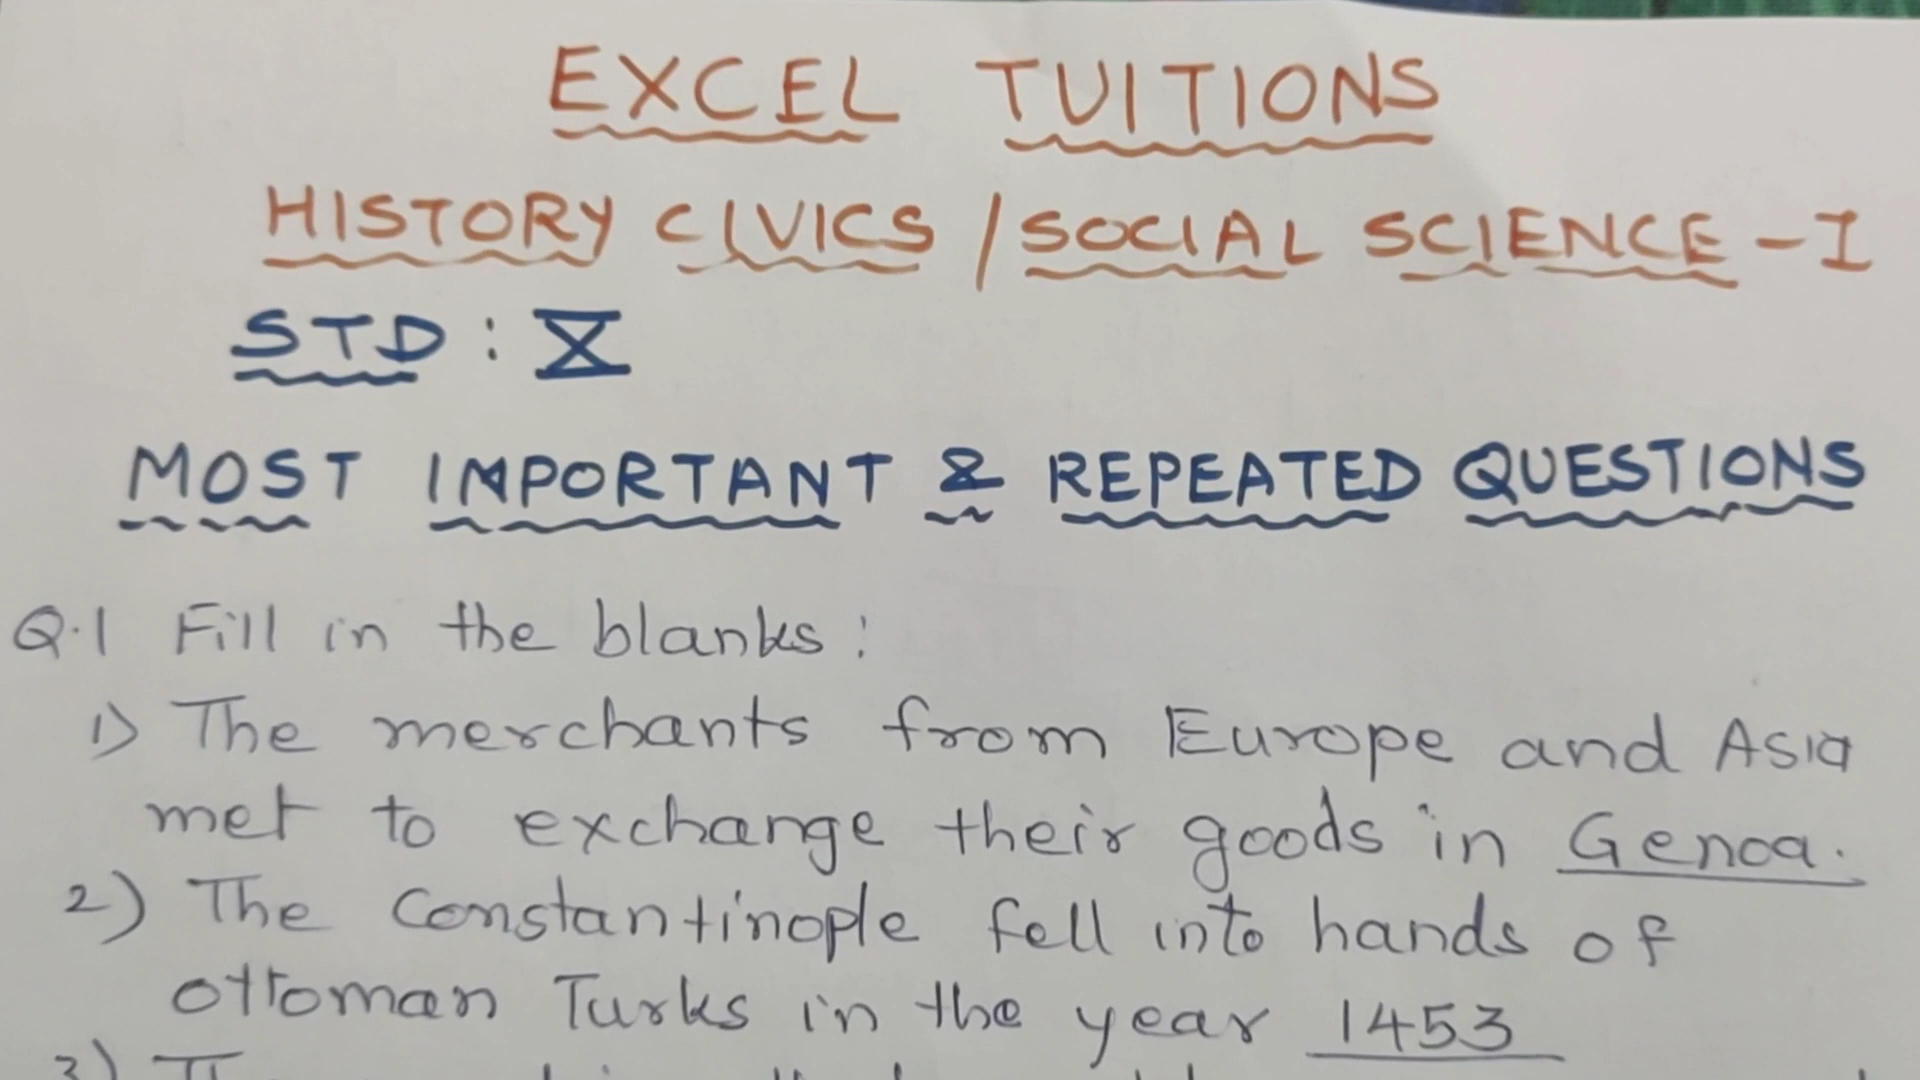 EXCEL TUITIONS
HISTORY CIVICS / SOCIAL SCIENCE - I
STD : X
MOST IMPORTANT & REPEATED QUESTIONS
Q.1 Fill in the blanks :
1) The merchants from Europe and Asia
met to exchange their goods in Genoa.
2) The Constantinople fell into hands of
ottoman Turks in the year 1453
3)